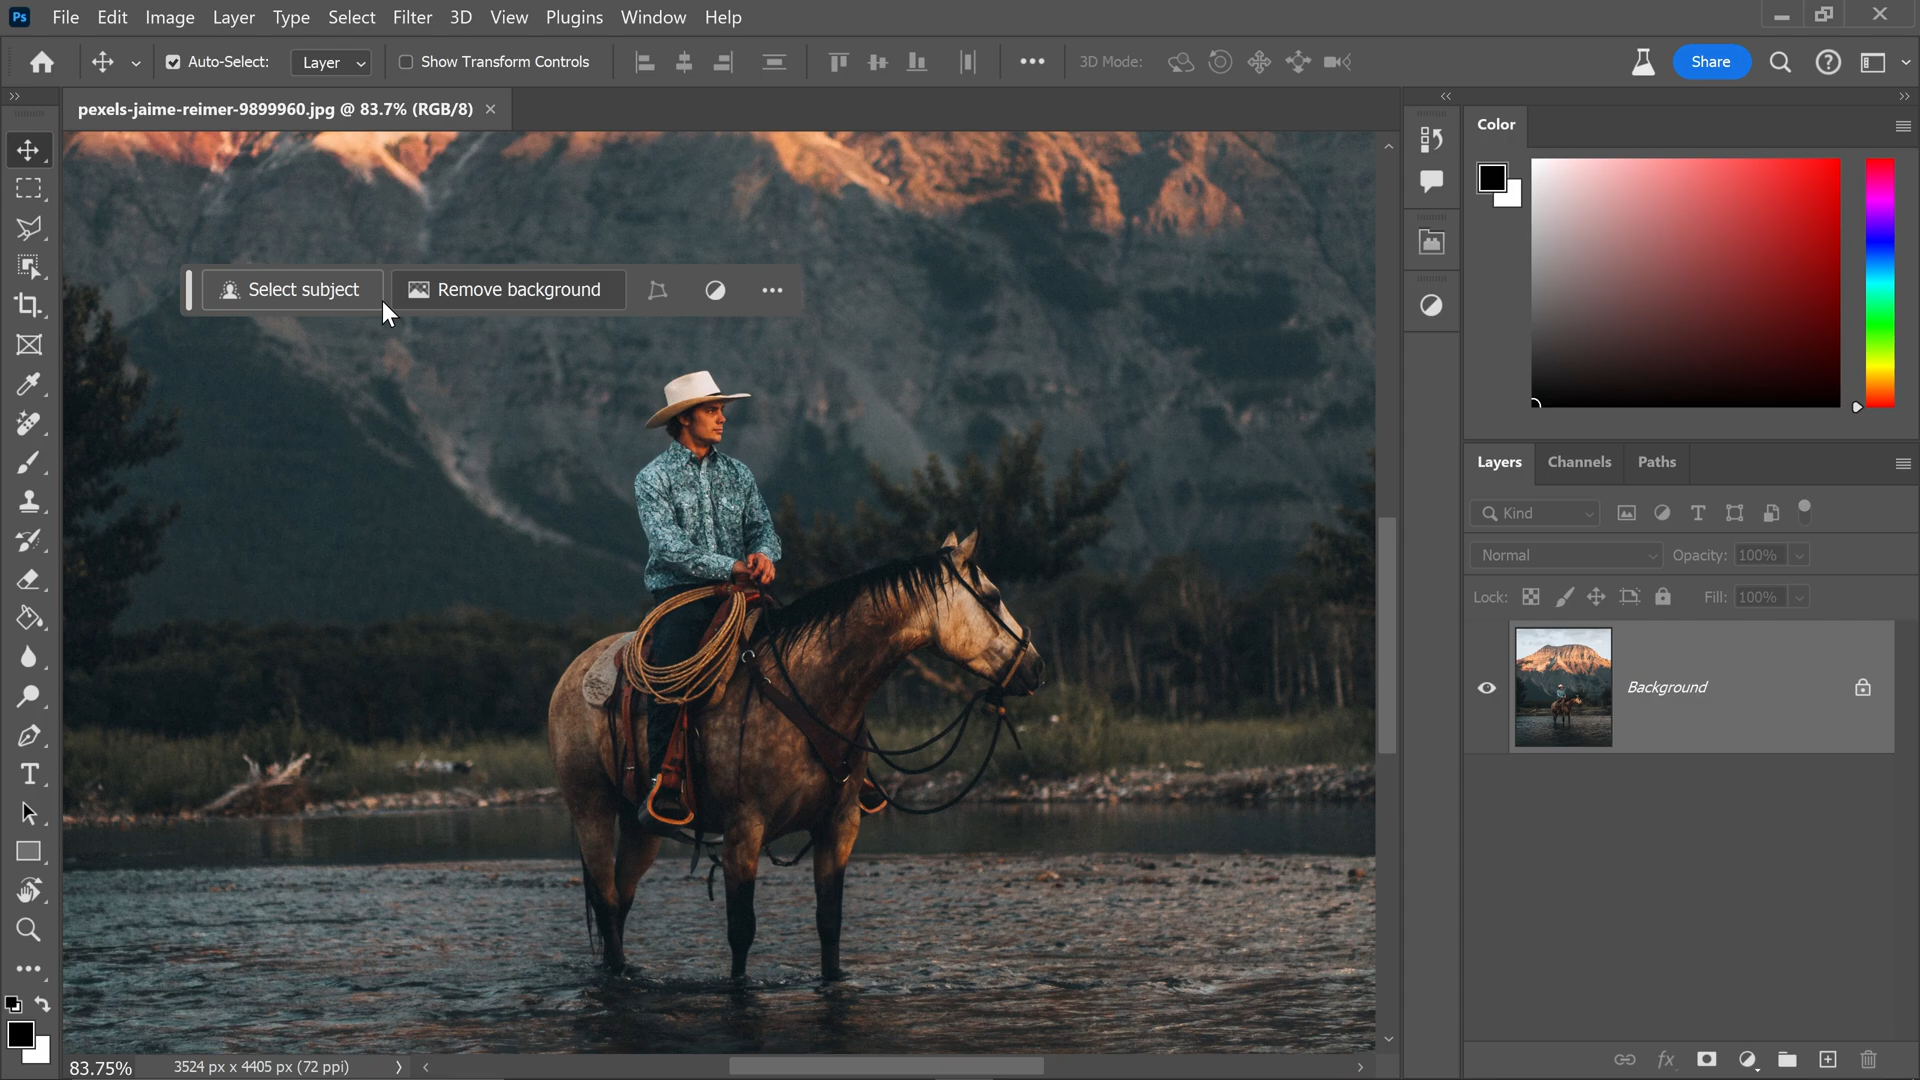 Ps File Edit Image Layer Type Select Filter 3D View Plugins Window Help
Auto-Select: Layer Show Transform Controls 3D Mode: Share
pexels-jaime-reimer-9899960.jpg @ 83.7% (RGB/8)
Select subject Remove background
Color
Layers Channels Paths
Kind
Normal Opacity: 100%
Lock: Fill: 100%
Background
83.75% 3524 px x 4405 px (72 ppi)
fx